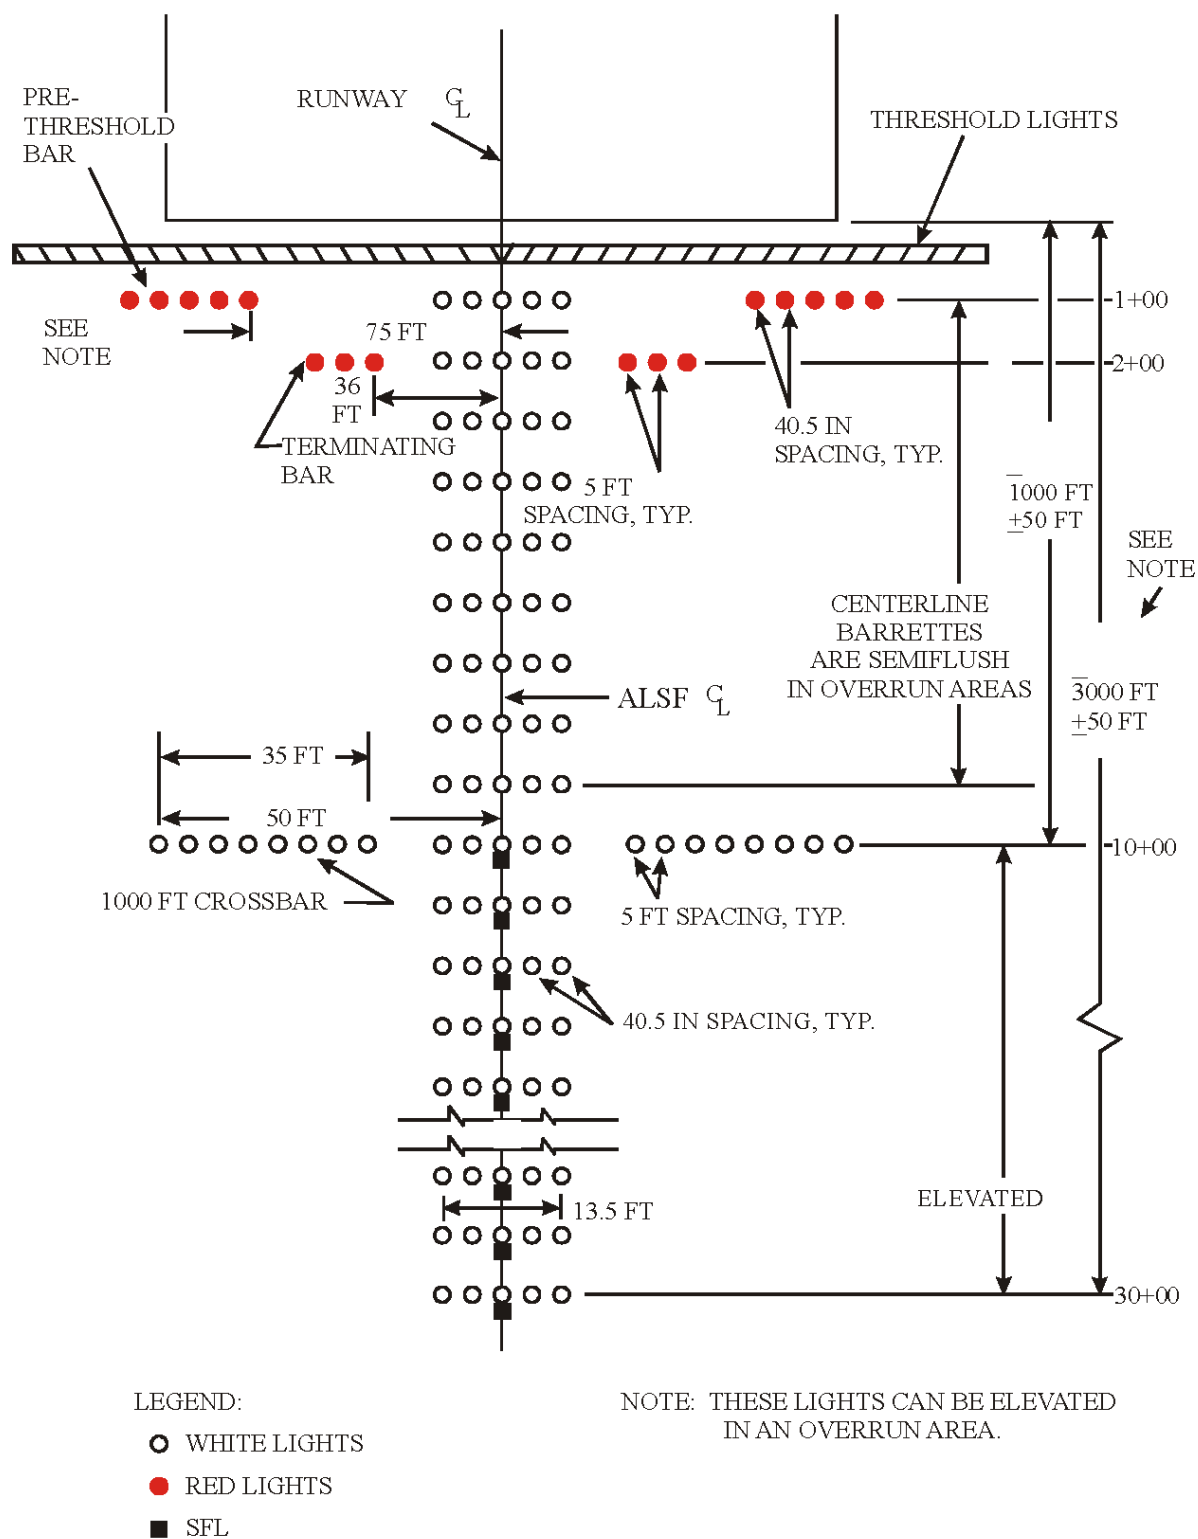 PRE-
THRESHOLD
BAR
RUNWAY ℄
THRESHOLD LIGHTS
SEE
NOTE
75 FT
1+00
2+00
36
FT
TERMINATING
BAR
40.5 IN
SPACING, TYP.
5 FT
SPACING, TYP.
1000 FT
±50 FT
SEE
NOTE
CENTERLINE
BARRETTES
ARE SEMIFLUSH
IN OVERRUN AREAS
ALSF ℄
3000 FT
±50 FT
35 FT
50 FT
10+00
1000 FT CROSSBAR
5 FT SPACING, TYP.
40.5 IN SPACING, TYP.
13.5 FT
ELEVATED
30+00
LEGEND:
WHITE LIGHTS
RED LIGHTS
SFL
NOTE: THESE LIGHTS CAN BE ELEVATED
IN AN OVERRUN AREA.